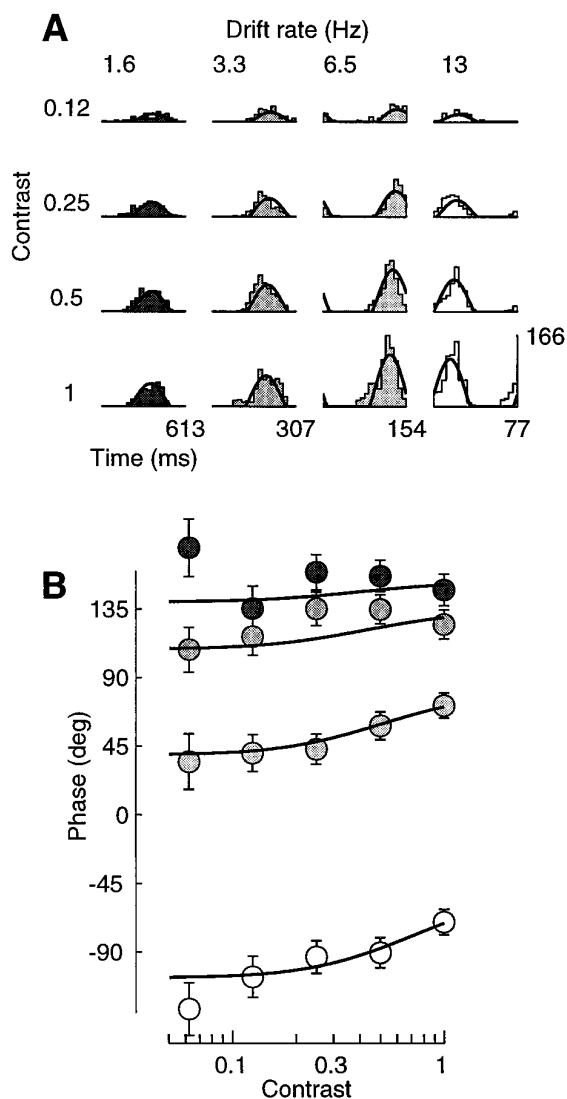 A
Drift rate (Hz)
1.6 3.3 6.5 13
0.12
0.25
Contrast
0.5
166
1
613 307 154 77
Time (ms)
B
135
90
45
Phase (deg)
0
-45
-90
0.1 0.3 1
Contrast